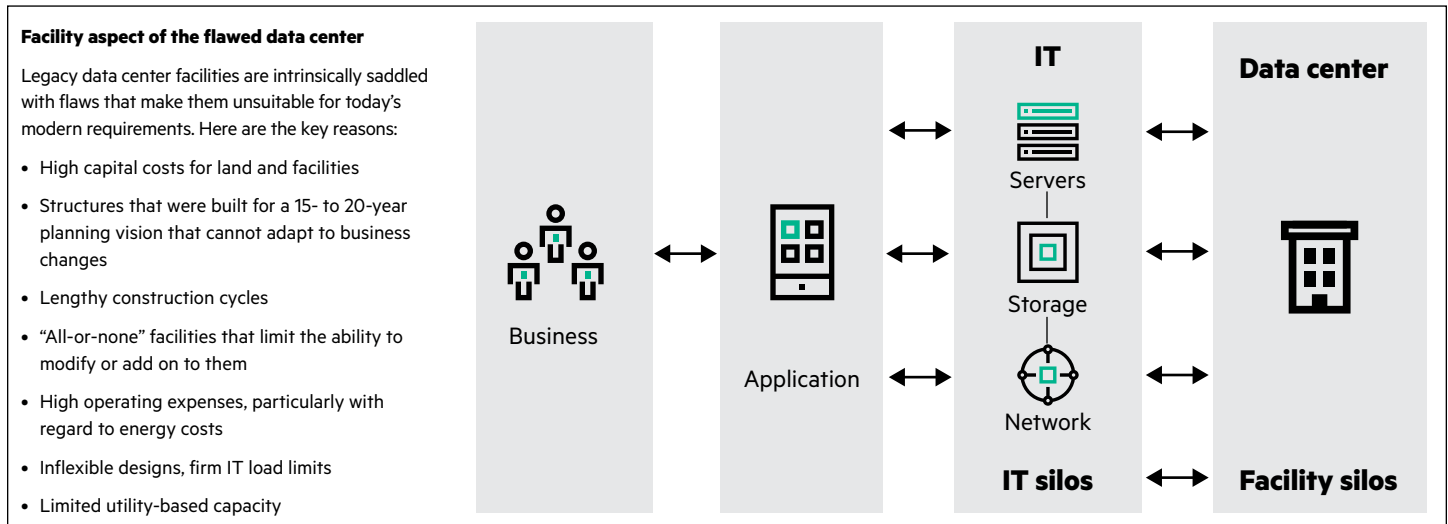 Facility aspect of the flawed data center
Legacy data center facilities are intrinsically saddled
with flaws that make them unsuitable for today’s
modern requirements. Here are the key reasons:
• High capital costs for land and facilities
• Structures that were built for a 15- to 20-year
planning vision that cannot adapt to business
changes
• Lengthy construction cycles
• “All-or-none” facilities that limit the ability to
modify or add on to them
• High operating expenses, particularly with
regard to energy costs
• Inflexible designs, firm IT load limits
• Limited utility-based capacity
Business
Application
IT
Servers
Storage
Network
IT silos
Data center
Facility silos